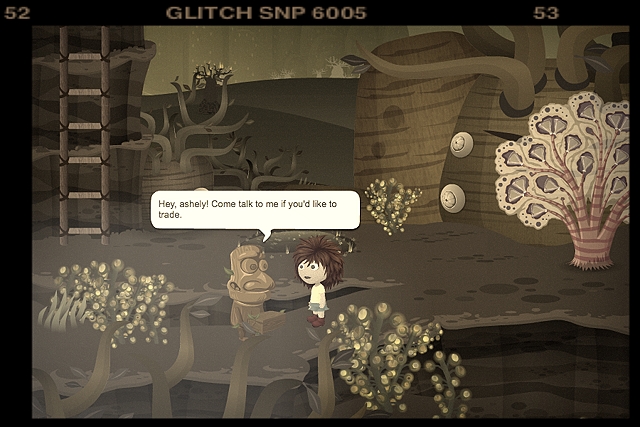 52 GLITCH SNP 6005 53
Hey, ashely! Come talk to me if you'd like to
trade.